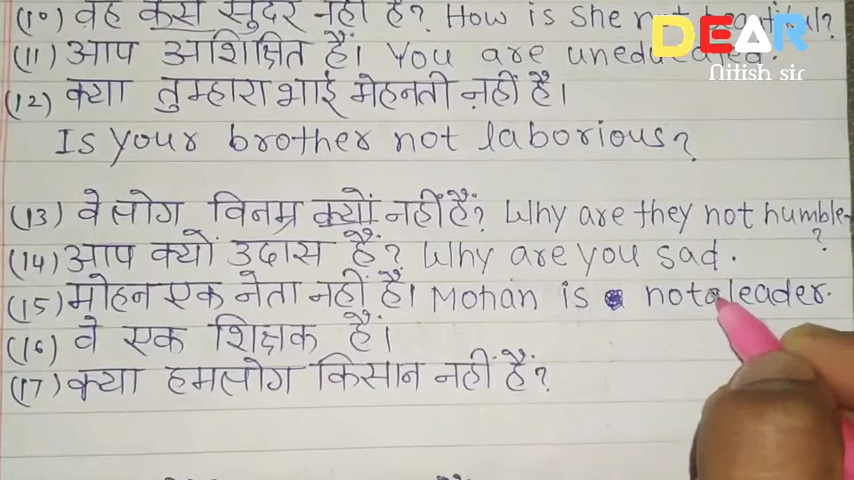 (10) वह कैसे सुंदर नहीं है? How is she not beautiful?
DEAR
(11) आप अशिक्षित हैं। You are uneducated.
Nitish sir
(12) क्या तुम्हारा भाई मेहनती नहीं है।
Is your brother not laborious?
(13) वे लोग विनम्र क्यों नहीं हैं? Why are they not humble?
(14) आप क्यों उदास हैं? Why are you sad.
(15) मोहन एक नेता नहीं हैं। Mohan is not a leader.
(16) वे एक शिक्षक हैं।
(17) क्या हमलोग किसान नहीं हैं?